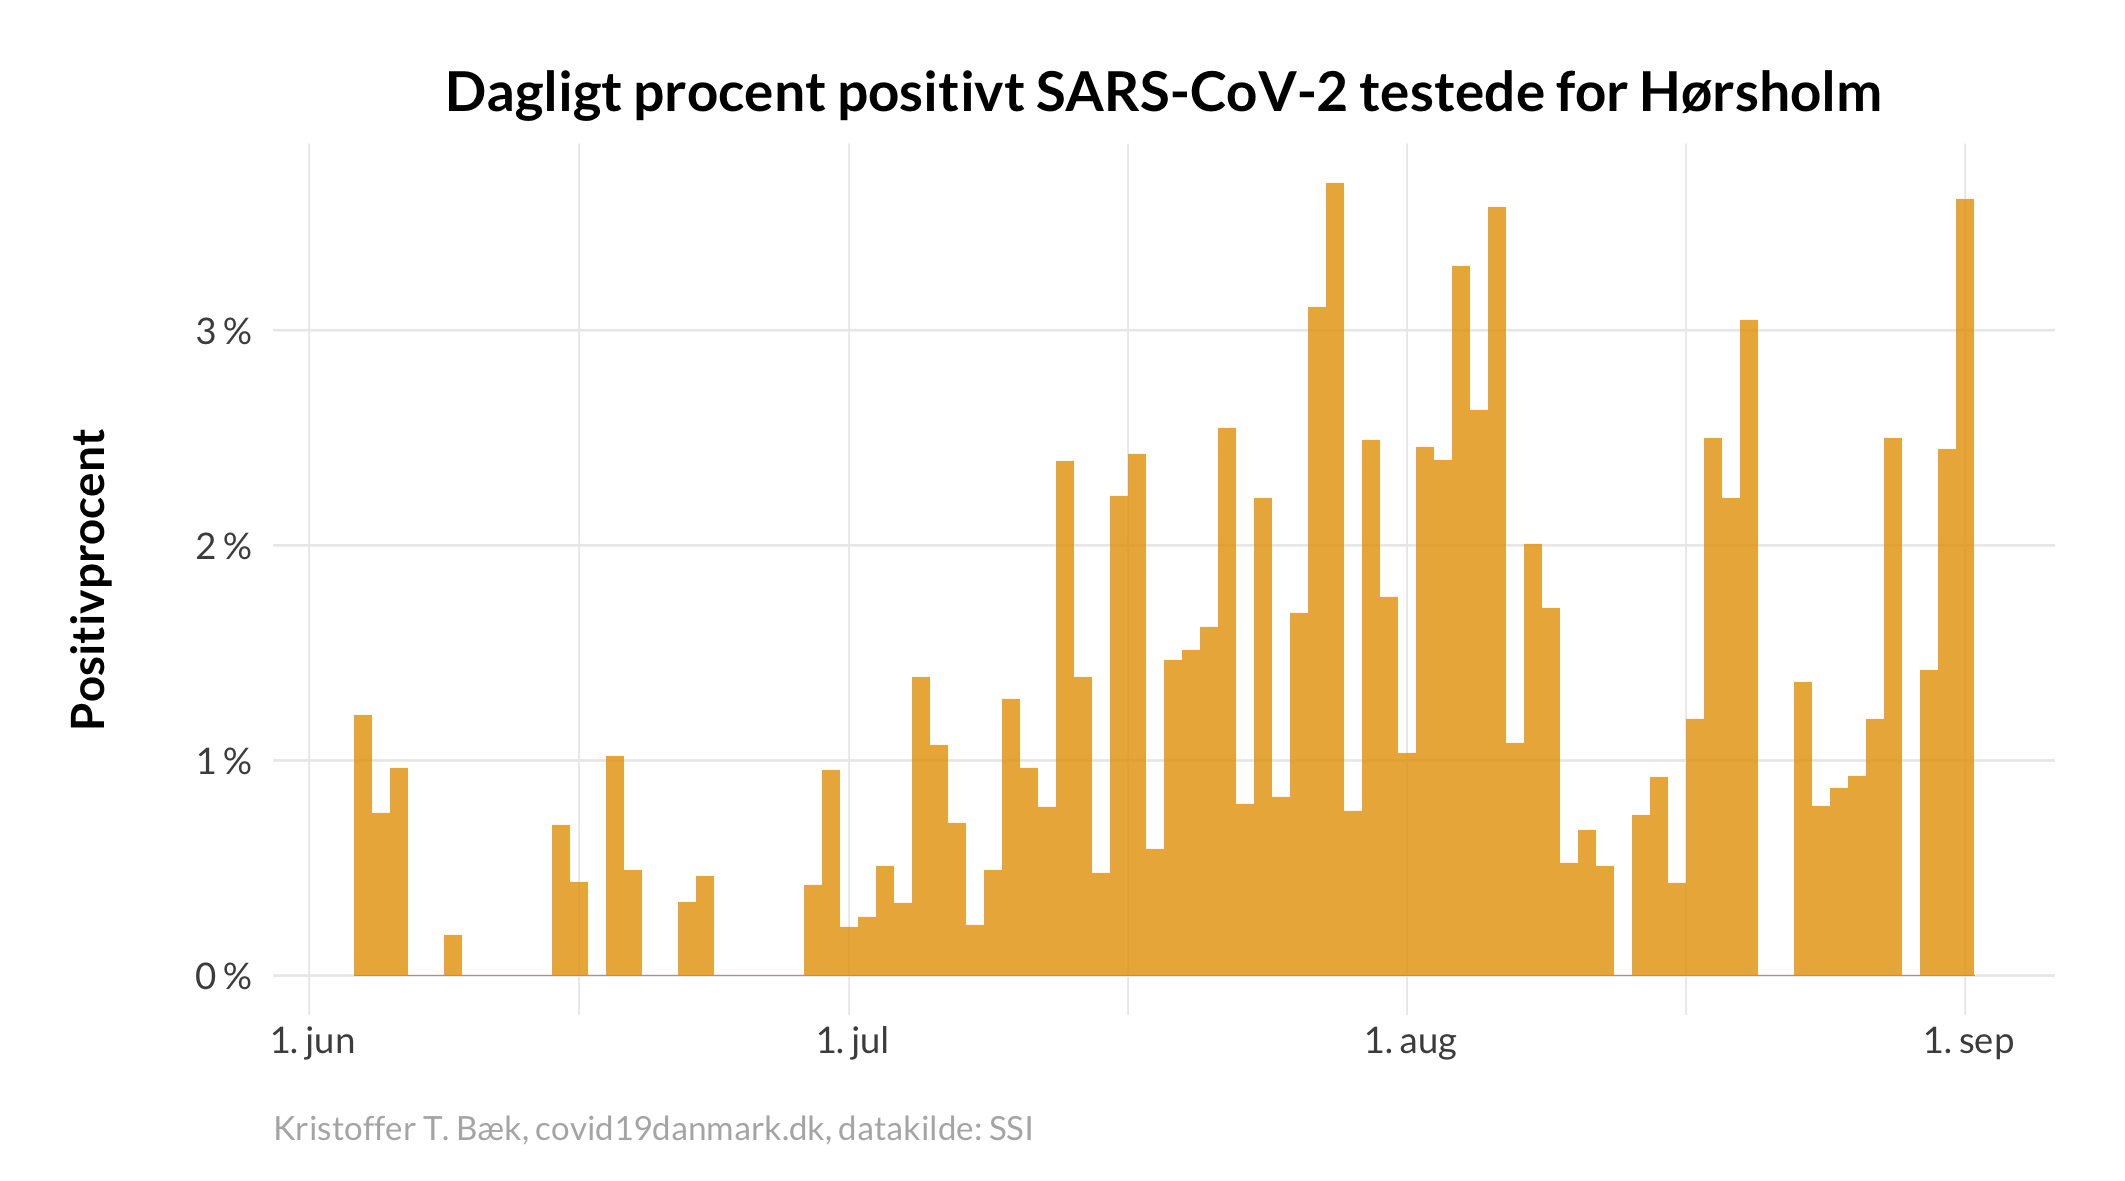 Dagligt procent positivt SARS-CoV-2 testede for Hørsholm
Positivprocent
3 %
2 %
1 %
0 %
1. jun
1. jul
1. aug
1. sep
Kristoffer T. Bæk, covid19danmark.dk, datakilde: SSI